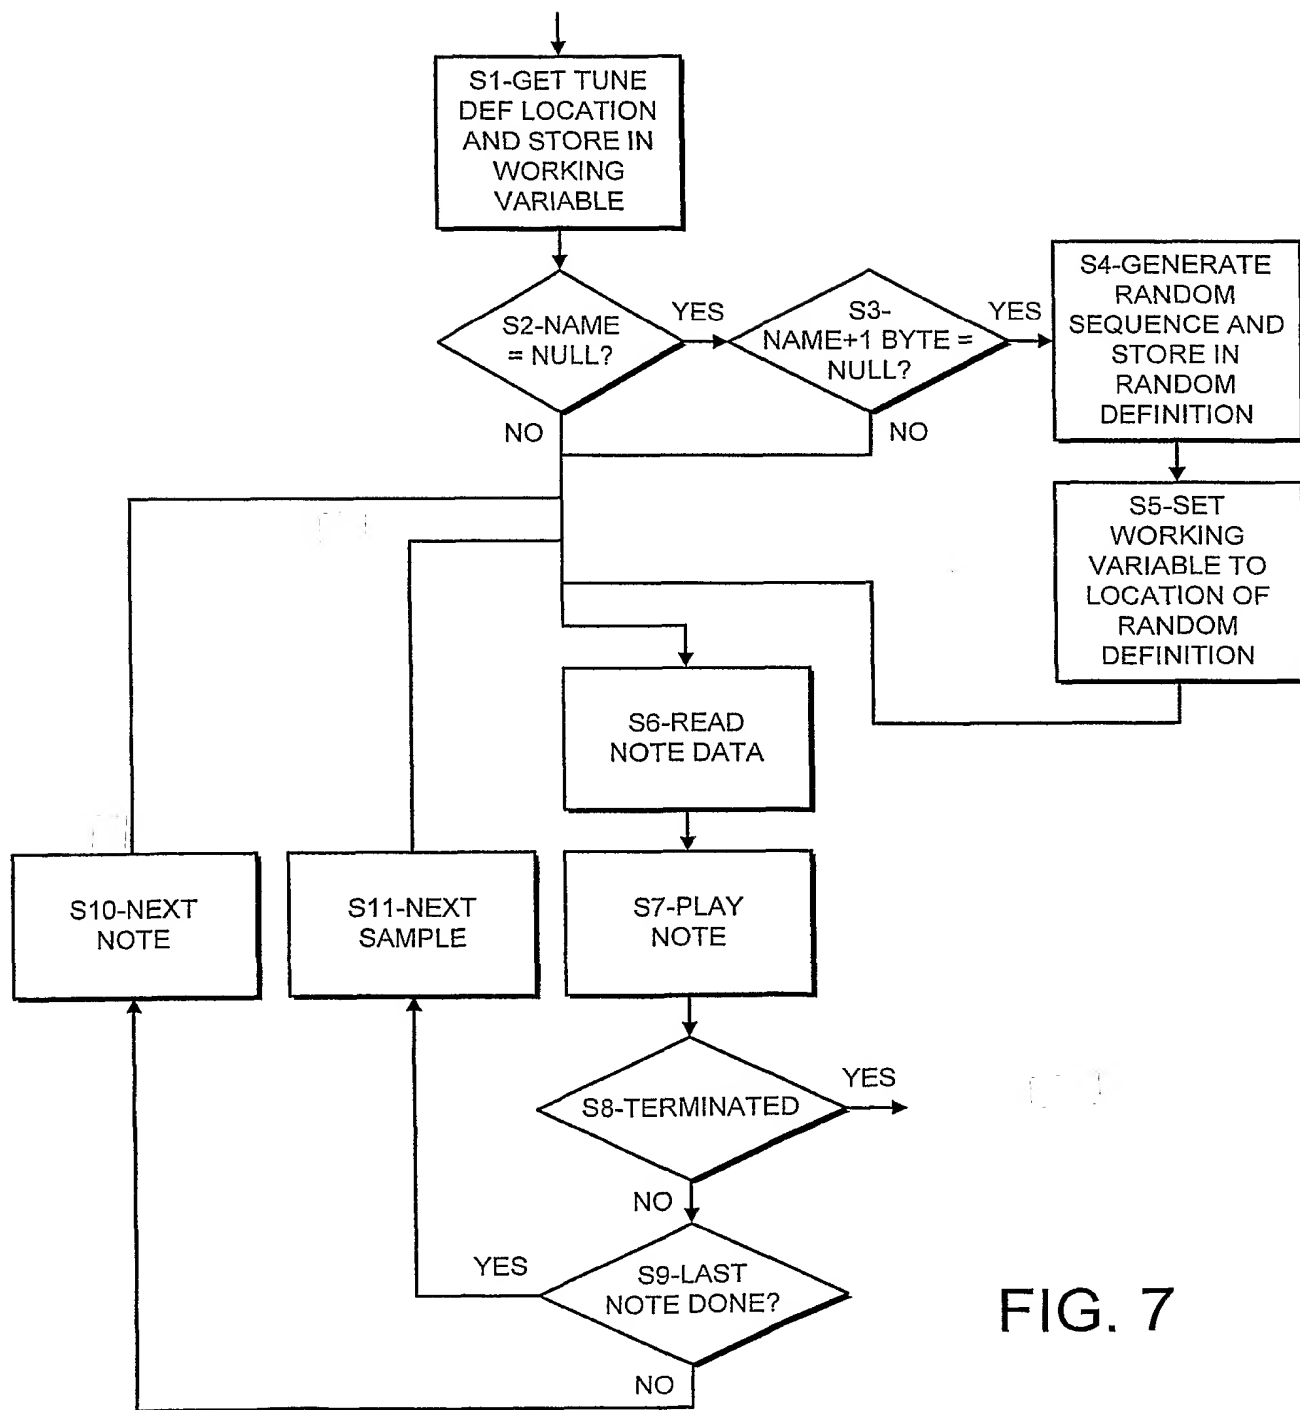 S1-GET TUNE
DEF LOCATION
AND STORE IN
WORKING
VARIABLE
S2-NAME
= NULL?
YES
NO
S3-
NAME+1 BYTE =
NULL?
YES
NO
S4-GENERATE
RANDOM
SEQUENCE AND
STORE IN
RANDOM
DEFINITION
S5-SET
WORKING
VARIABLE TO
LOCATION OF
RANDOM
DEFINITION
S6-READ
NOTE DATA
S10-NEXT
NOTE
S11-NEXT
SAMPLE
S7-PLAY
NOTE
S8-TERMINATED
YES
NO
S9-LAST
NOTE DONE?
YES
NO
FIG. 7